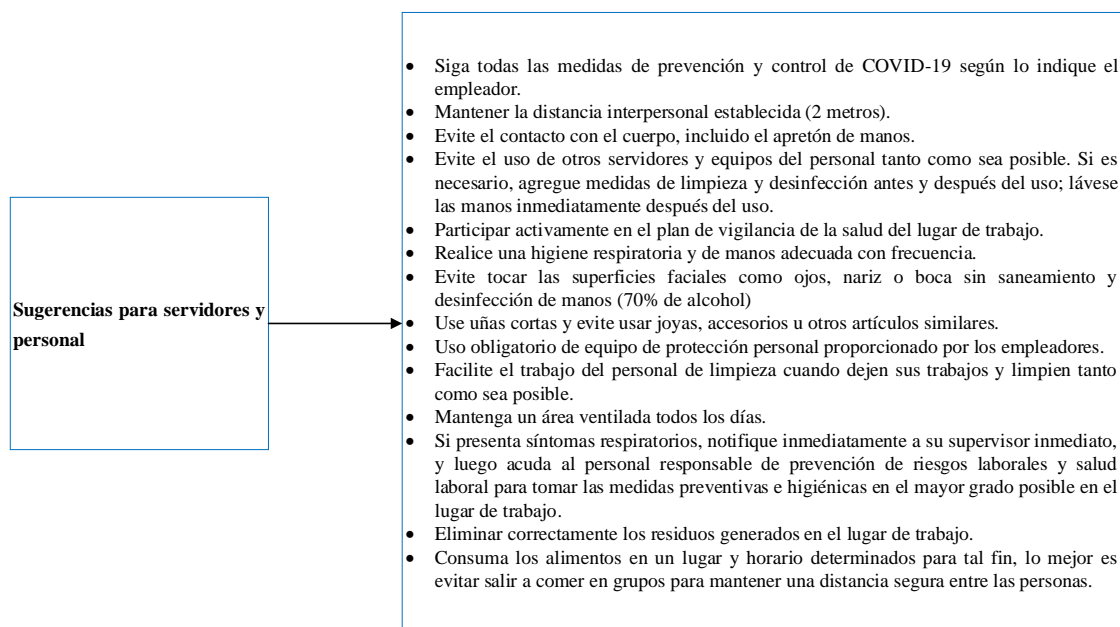 Sugerencias para servidores y
personal
• Siga todas las medidas de prevención y control de COVID-19 según lo indique el
empleador.
• Mantener la distancia interpersonal establecida (2 metros).
• Evite el contacto con el cuerpo, incluido el apretón de manos.
• Evite el uso de otros servidores y equipos del personal tanto como sea posible. Si es
necesario, agregue medidas de limpieza y desinfección antes y después del uso; lávese
las manos inmediatamente después del uso.
• Participar activamente en el plan de vigilancia de la salud del lugar de trabajo.
• Realice una higiene respiratoria y de manos adecuada con frecuencia.
• Evite tocar las superficies faciales como ojos, nariz o boca sin saneamiento y
desinfección de manos (70% de alcohol)
• Use uñas cortas y evite usar joyas, accesorios u otros artículos similares.
• Uso obligatorio de equipo de protección personal proporcionado por los empleadores.
• Facilite el trabajo del personal de limpieza cuando dejen sus trabajos y limpien tanto
como sea posible.
• Mantenga un área ventilada todos los días.
• Si presenta síntomas respiratorios, notifique inmediatamente a su supervisor inmediato,
y luego acuda al personal responsable de prevención de riesgos laborales y salud
laboral para tomar las medidas preventivas e higiénicas en el mayor grado posible en el
lugar de trabajo.
• Eliminar correctamente los residuos generados en el lugar de trabajo.
• Consuma los alimentos en un lugar y horario determinados para tal fin, lo mejor es
evitar salir a comer en grupos para mantener una distancia segura entre las personas.